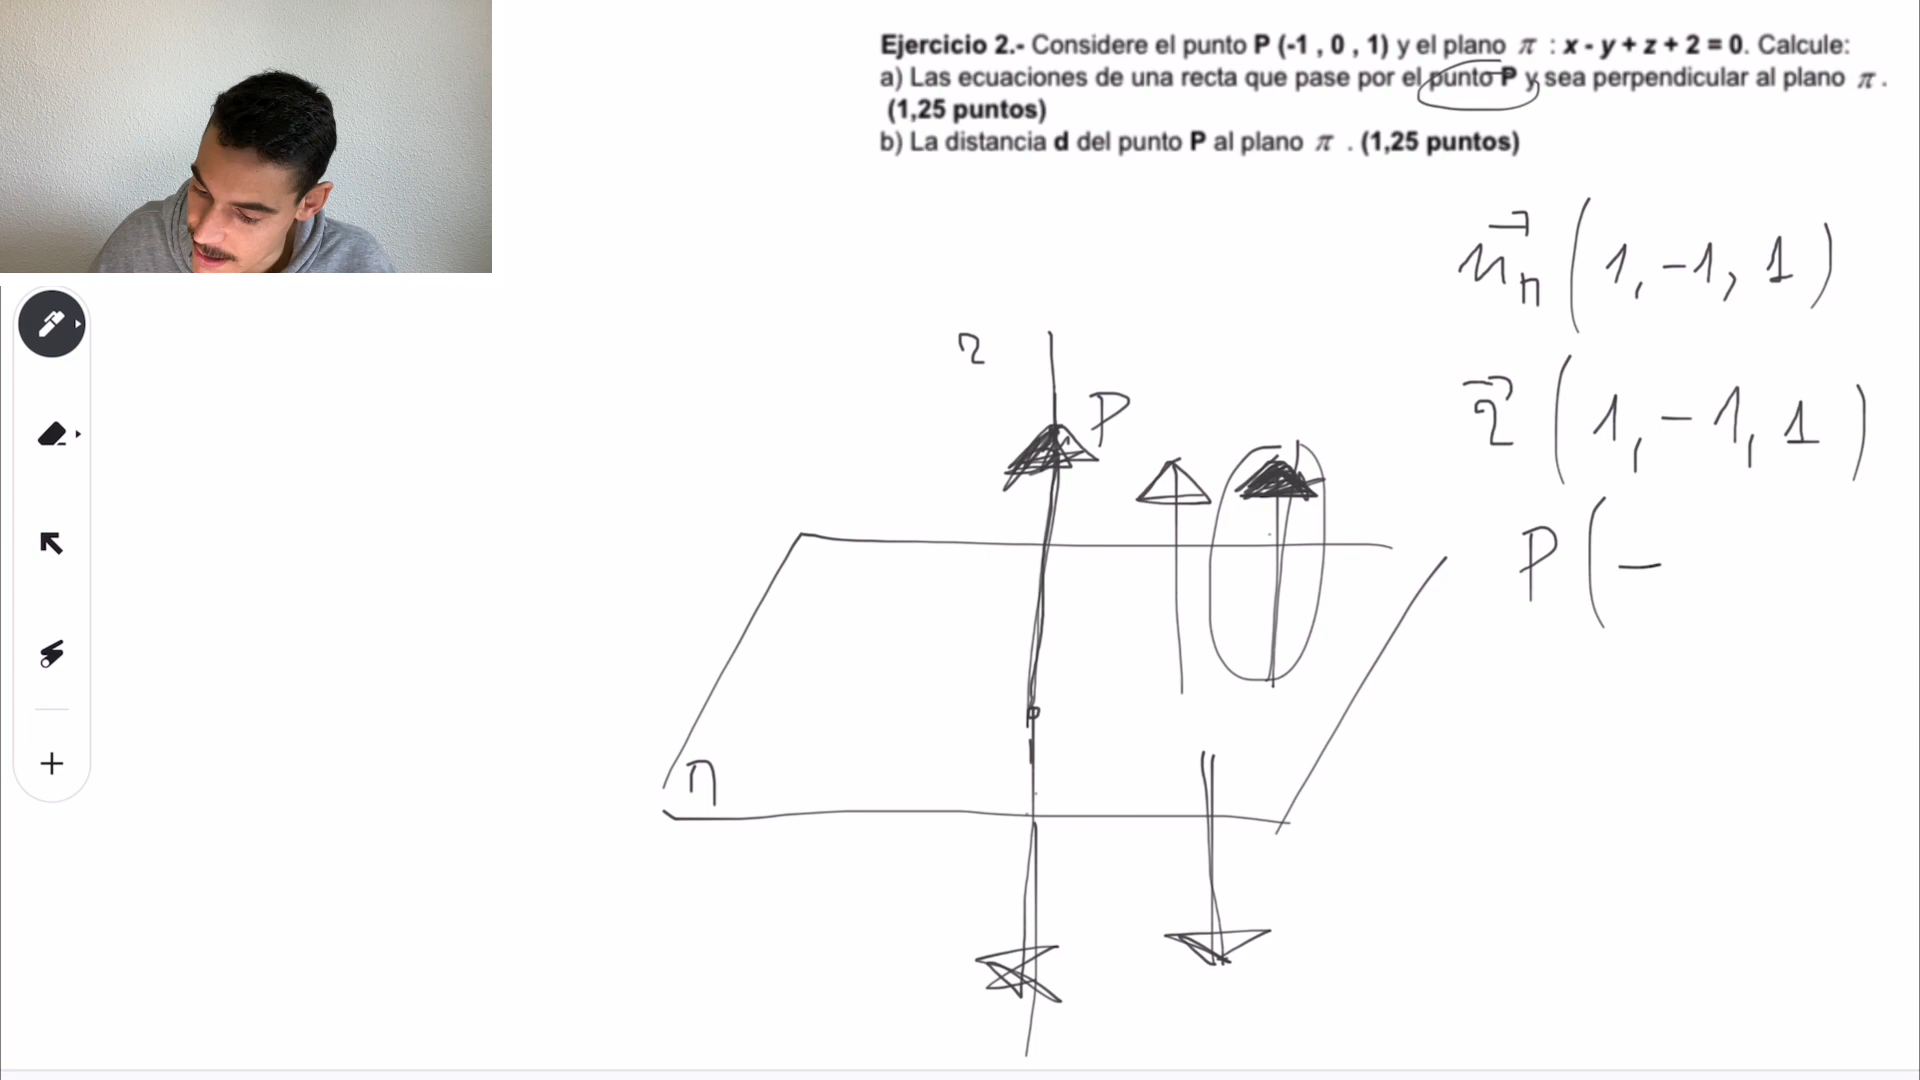 Ejercicio 2.- Considere el punto P (-1 , 0 , 1) y el plano π : x - y + z + 2 = 0. Calcule:
a) Las ecuaciones de una recta que pase por el punto P y sea perpendicular al plano π .
(1,25 puntos)
b) La distancia d del punto P al plano π . (1,25 puntos)
n⃗π (1, -1, 1)
r
P
r⃗ (1, -1, 1)
P (-
π